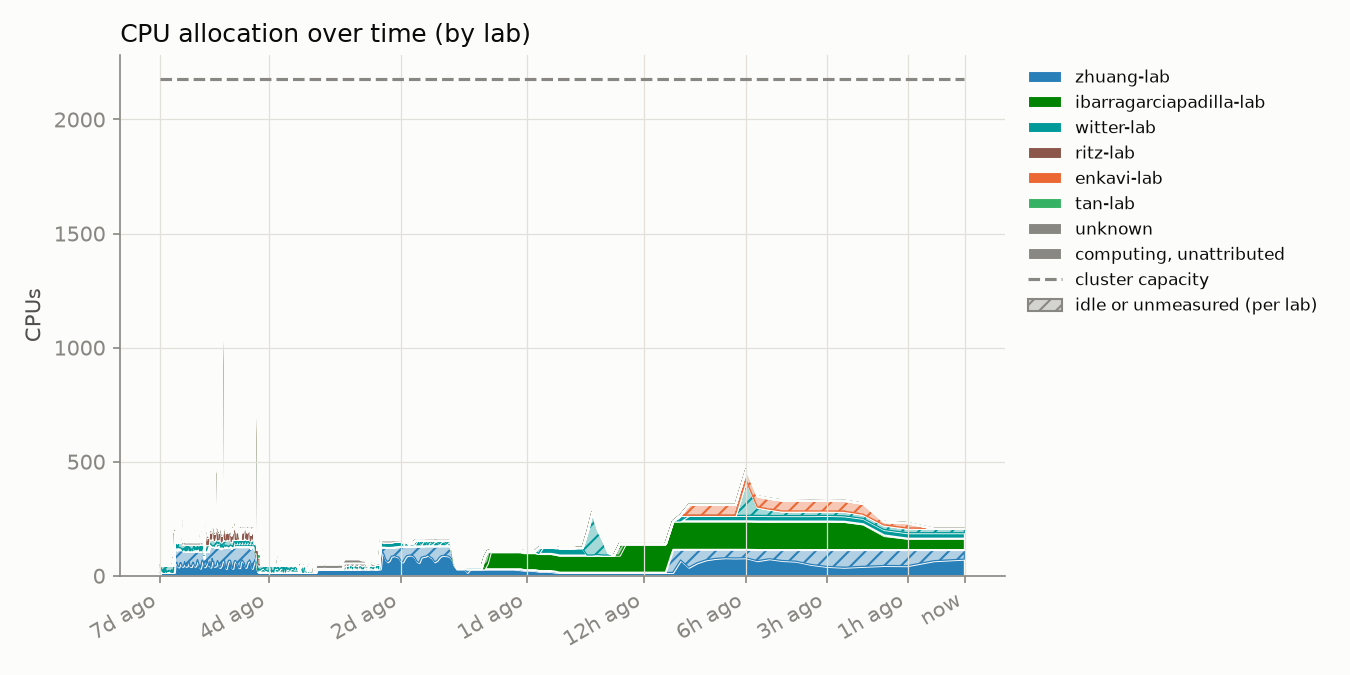 CPU allocation over time (by lab)
CPUs
2000
1500
1000
500
0
7d ago
4d ago
2d ago
1d ago
12h ago
6h ago
3h ago
1h ago
now
zhuang-lab
ibarragarciapadilla-lab
witter-lab
ritz-lab
enkavi-lab
tan-lab
unknown
computing, unattributed
cluster capacity
idle or unmeasured (per lab)